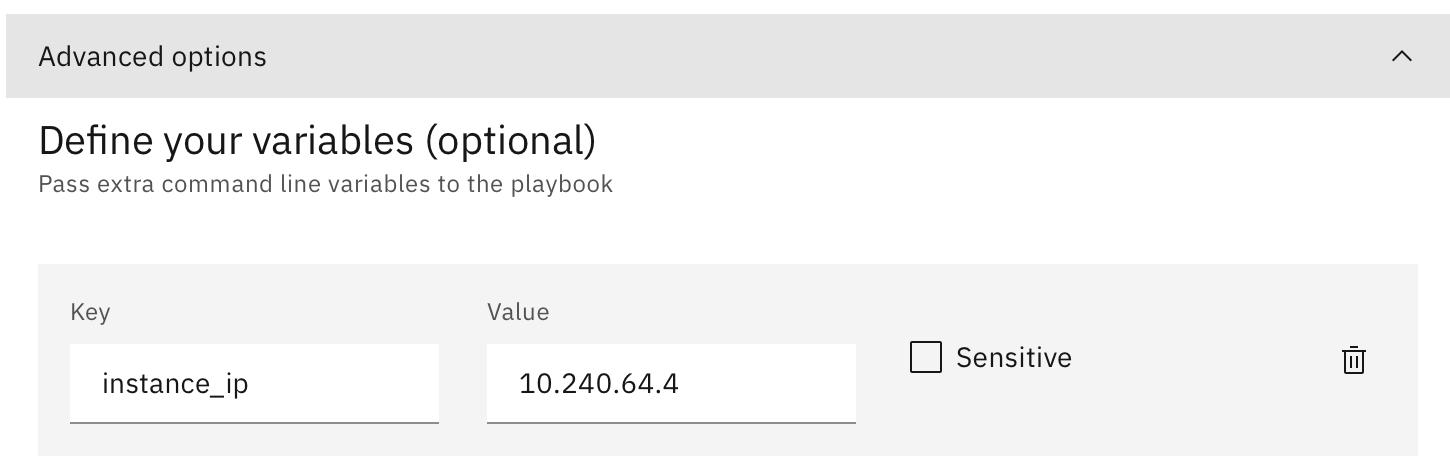 Advanced options
Define your variables (optional)
Pass extra command line variables to the playbook
Key
Value
instance_ip
10.240.64.4
Sensitive